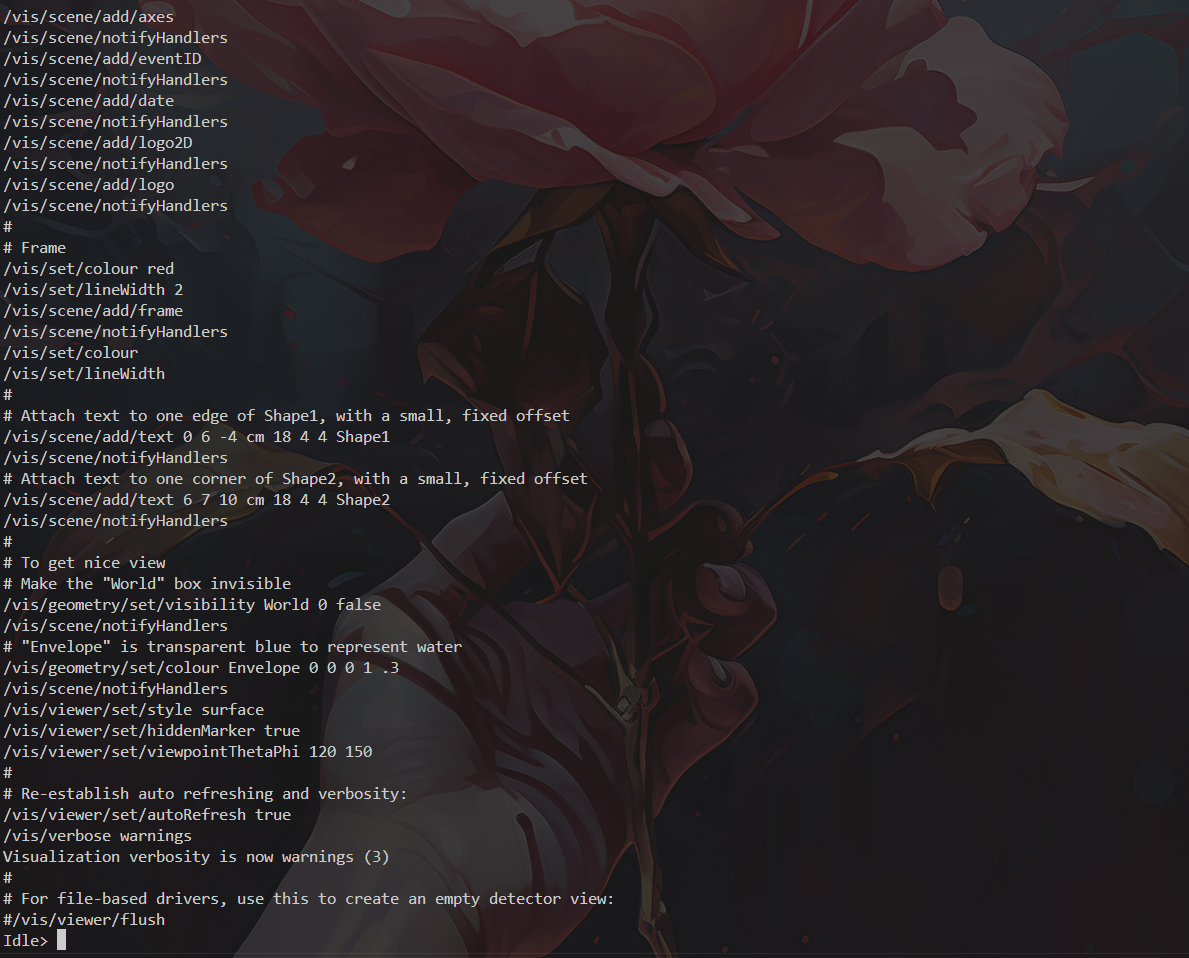 /vis/scene/add/axes
/vis/scene/notifyHandlers
/vis/scene/add/eventID
/vis/scene/notifyHandlers
/vis/scene/add/date
/vis/scene/notifyHandlers
/vis/scene/add/logo2D
/vis/scene/notifyHandlers
/vis/scene/add/logo
/vis/scene/notifyHandlers
#
# Frame
/vis/set/colour red
/vis/set/lineWidth 2
/vis/scene/add/frame
/vis/scene/notifyHandlers
/vis/set/colour
/vis/set/lineWidth
#
# Attach text to one edge of Shape1, with a small, fixed offset
/vis/scene/add/text 0 6 -4 cm 18 4 4 Shape1
/vis/scene/notifyHandlers
# Attach text to one corner of Shape2, with a small, fixed offset
/vis/scene/add/text 6 7 10 cm 18 4 4 Shape2
/vis/scene/notifyHandlers
#
# To get nice view
# Make the "World" box invisible
/vis/geometry/set/visibility World 0 false
/vis/scene/notifyHandlers
# "Envelope" is transparent blue to represent water
/vis/geometry/set/colour Envelope 0 0 0 1 .3
/vis/scene/notifyHandlers
/vis/viewer/set/style surface
/vis/viewer/set/hiddenMarker true
/vis/viewer/set/viewpointThetaPhi 120 150
#
# Re-establish auto refreshing and verbosity:
/vis/viewer/set/autoRefresh true
/vis/verbose warnings
Visualization verbosity is now warnings (3)
#
# For file-based drivers, use this to create an empty detector view:
#/vis/viewer/flush
Idle>